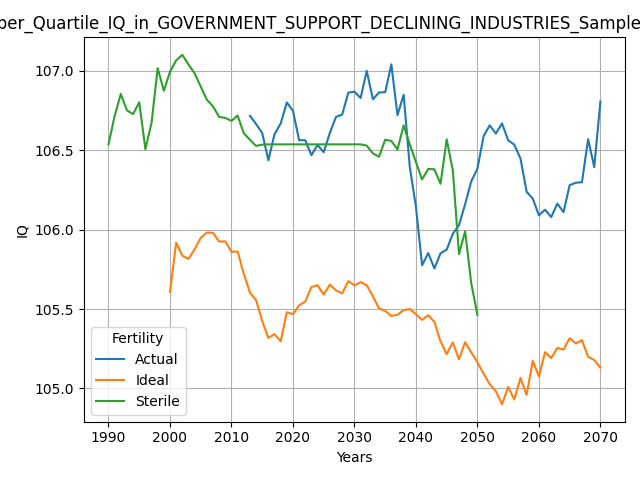 per_Quartile_IQ_in_GOVERNMENT_SUPPORT_DECLINING_INDUSTRIES_Sample
107.0
106.5
106.0
105.5
105.0
IQ
Fertility
Actual
Ideal
Sterile
1990 2000 2010 2020 2030 2040 2050 2060 2070
Years